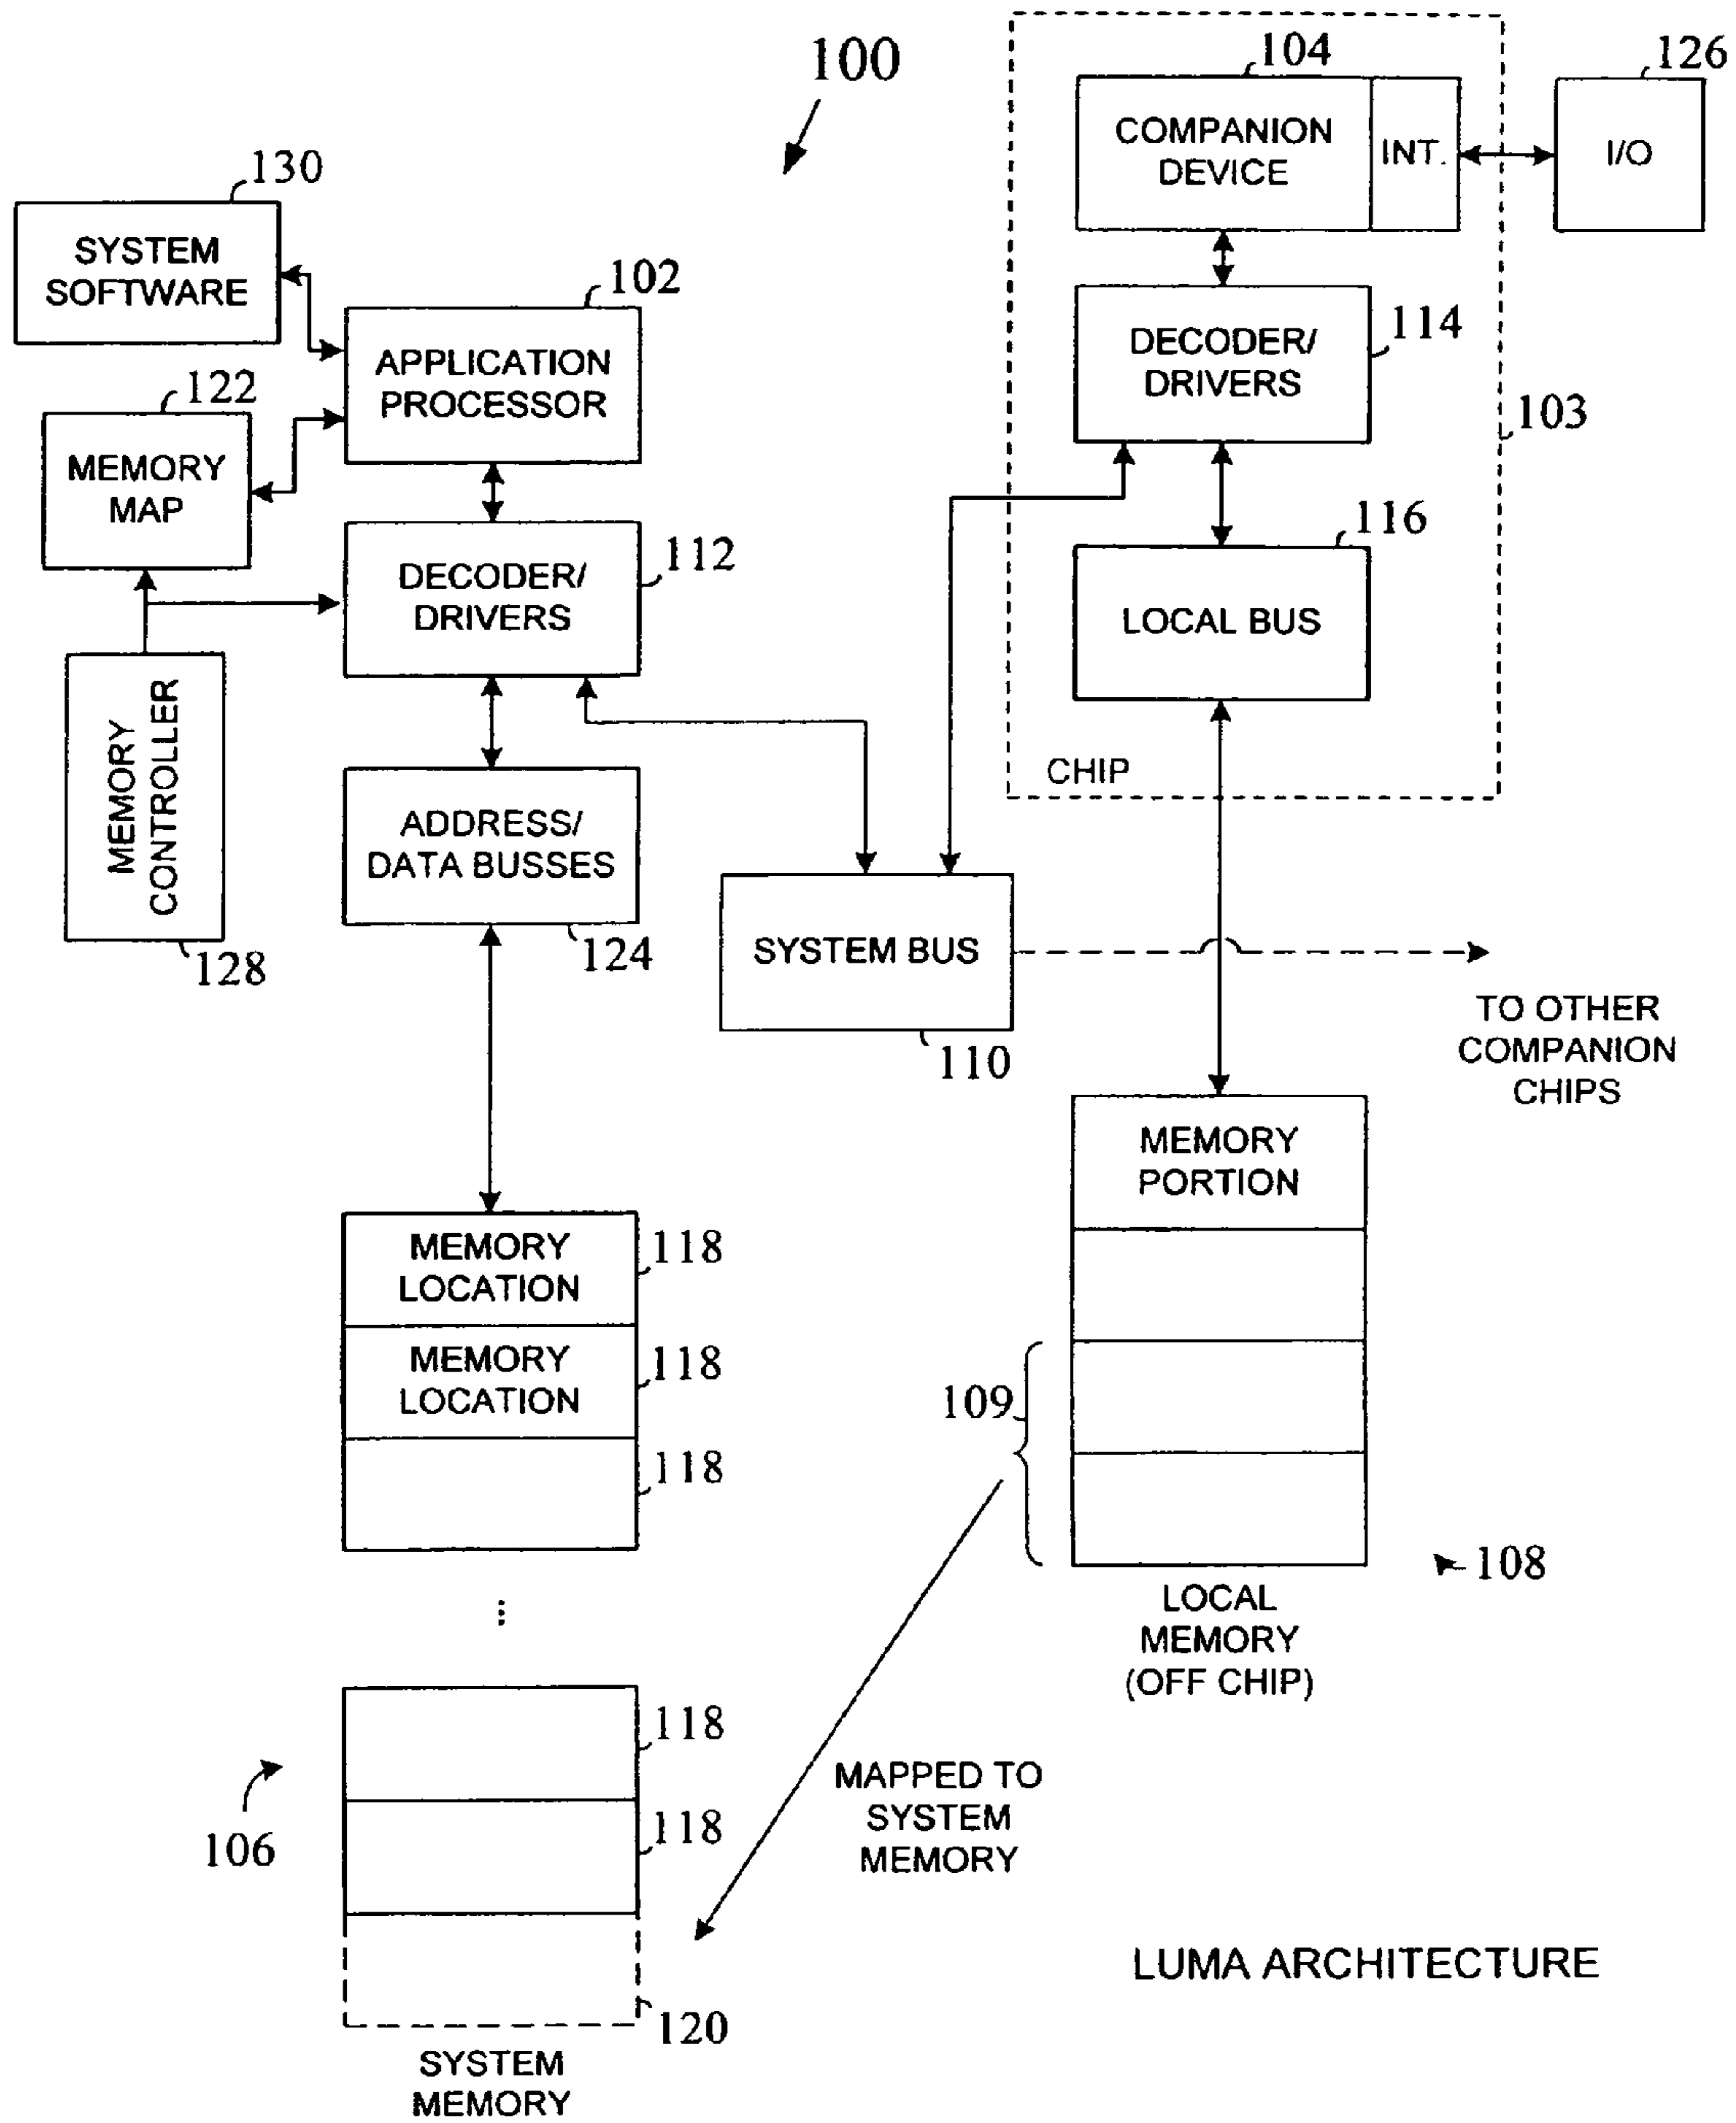 100
104
126
COMPANION
DEVICE
INT.
I/O
130
SYSTEM
SOFTWARE
102
APPLICATION
PROCESSOR
114
DECODER/
DRIVERS
103
122
MEMORY
MAP
112
DECODER/
DRIVERS
116
LOCAL BUS
MEMORY
CONTROLLER
128
CHIP
ADDRESS/
DATA BUSSES
124
SYSTEM BUS
110
TO OTHER
COMPANION
CHIPS
MEMORY
PORTION
MEMORY
LOCATION
118
MEMORY
LOCATION
118
118
109
108
LOCAL
MEMORY
(OFF CHIP)
...
118
118
106
MAPPED TO
SYSTEM
MEMORY
120
SYSTEM
MEMORY
LUMA ARCHITECTURE